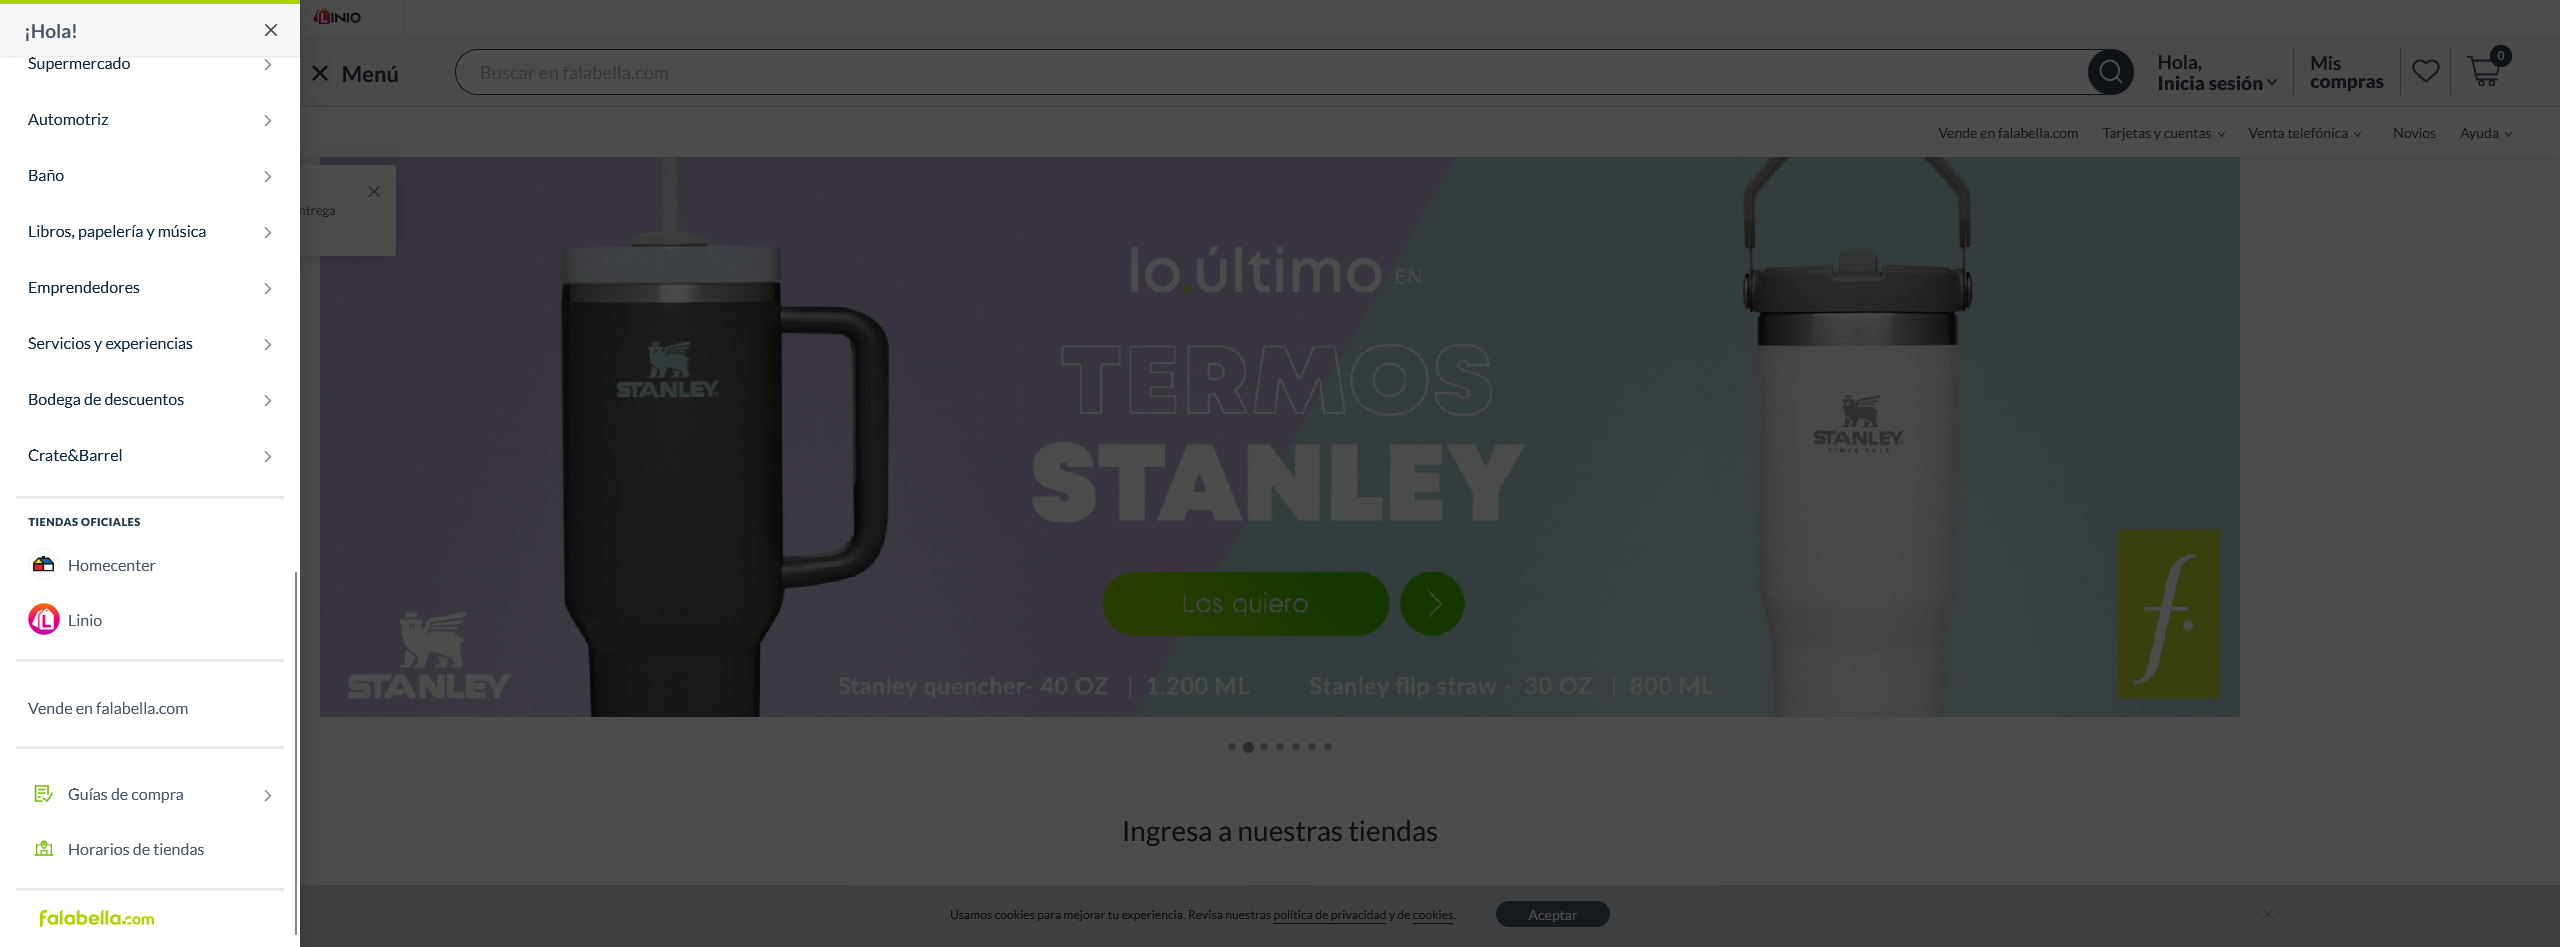 ¡Hola!
Supermercado
Automotriz
Baño
Libros, papelería y música
Emprendedores
Servicios y experiencias
Bodega de descuentos
Crate&Barrel
TIENDAS OFICIALES
Homecenter
L
Linio
Vende en falabella.com
Guías de compra
Horarios de tiendas
falabella.com
LINIO
Menú
Buscar en falabella.com
Hola,
Inicia sesión
Mis
compras
0
Vende en falabella.com
Tarjetas y cuentas
Venta telefónica
Novios
Ayuda
ntrega
lo.último EN
TERMOS
STANLEY
Los quiero
Stanley quencher- 40 OZ | 1.200 ML
Stanley flip straw - 30 OZ | 800 ML
STANLEY
STANLEY
STANLEY
SINCE 1913
f.
Ingresa a nuestras tiendas
Usamos cookies para mejorar tu experiencia. Revisa nuestras política de privacidad y de cookies.
Aceptar